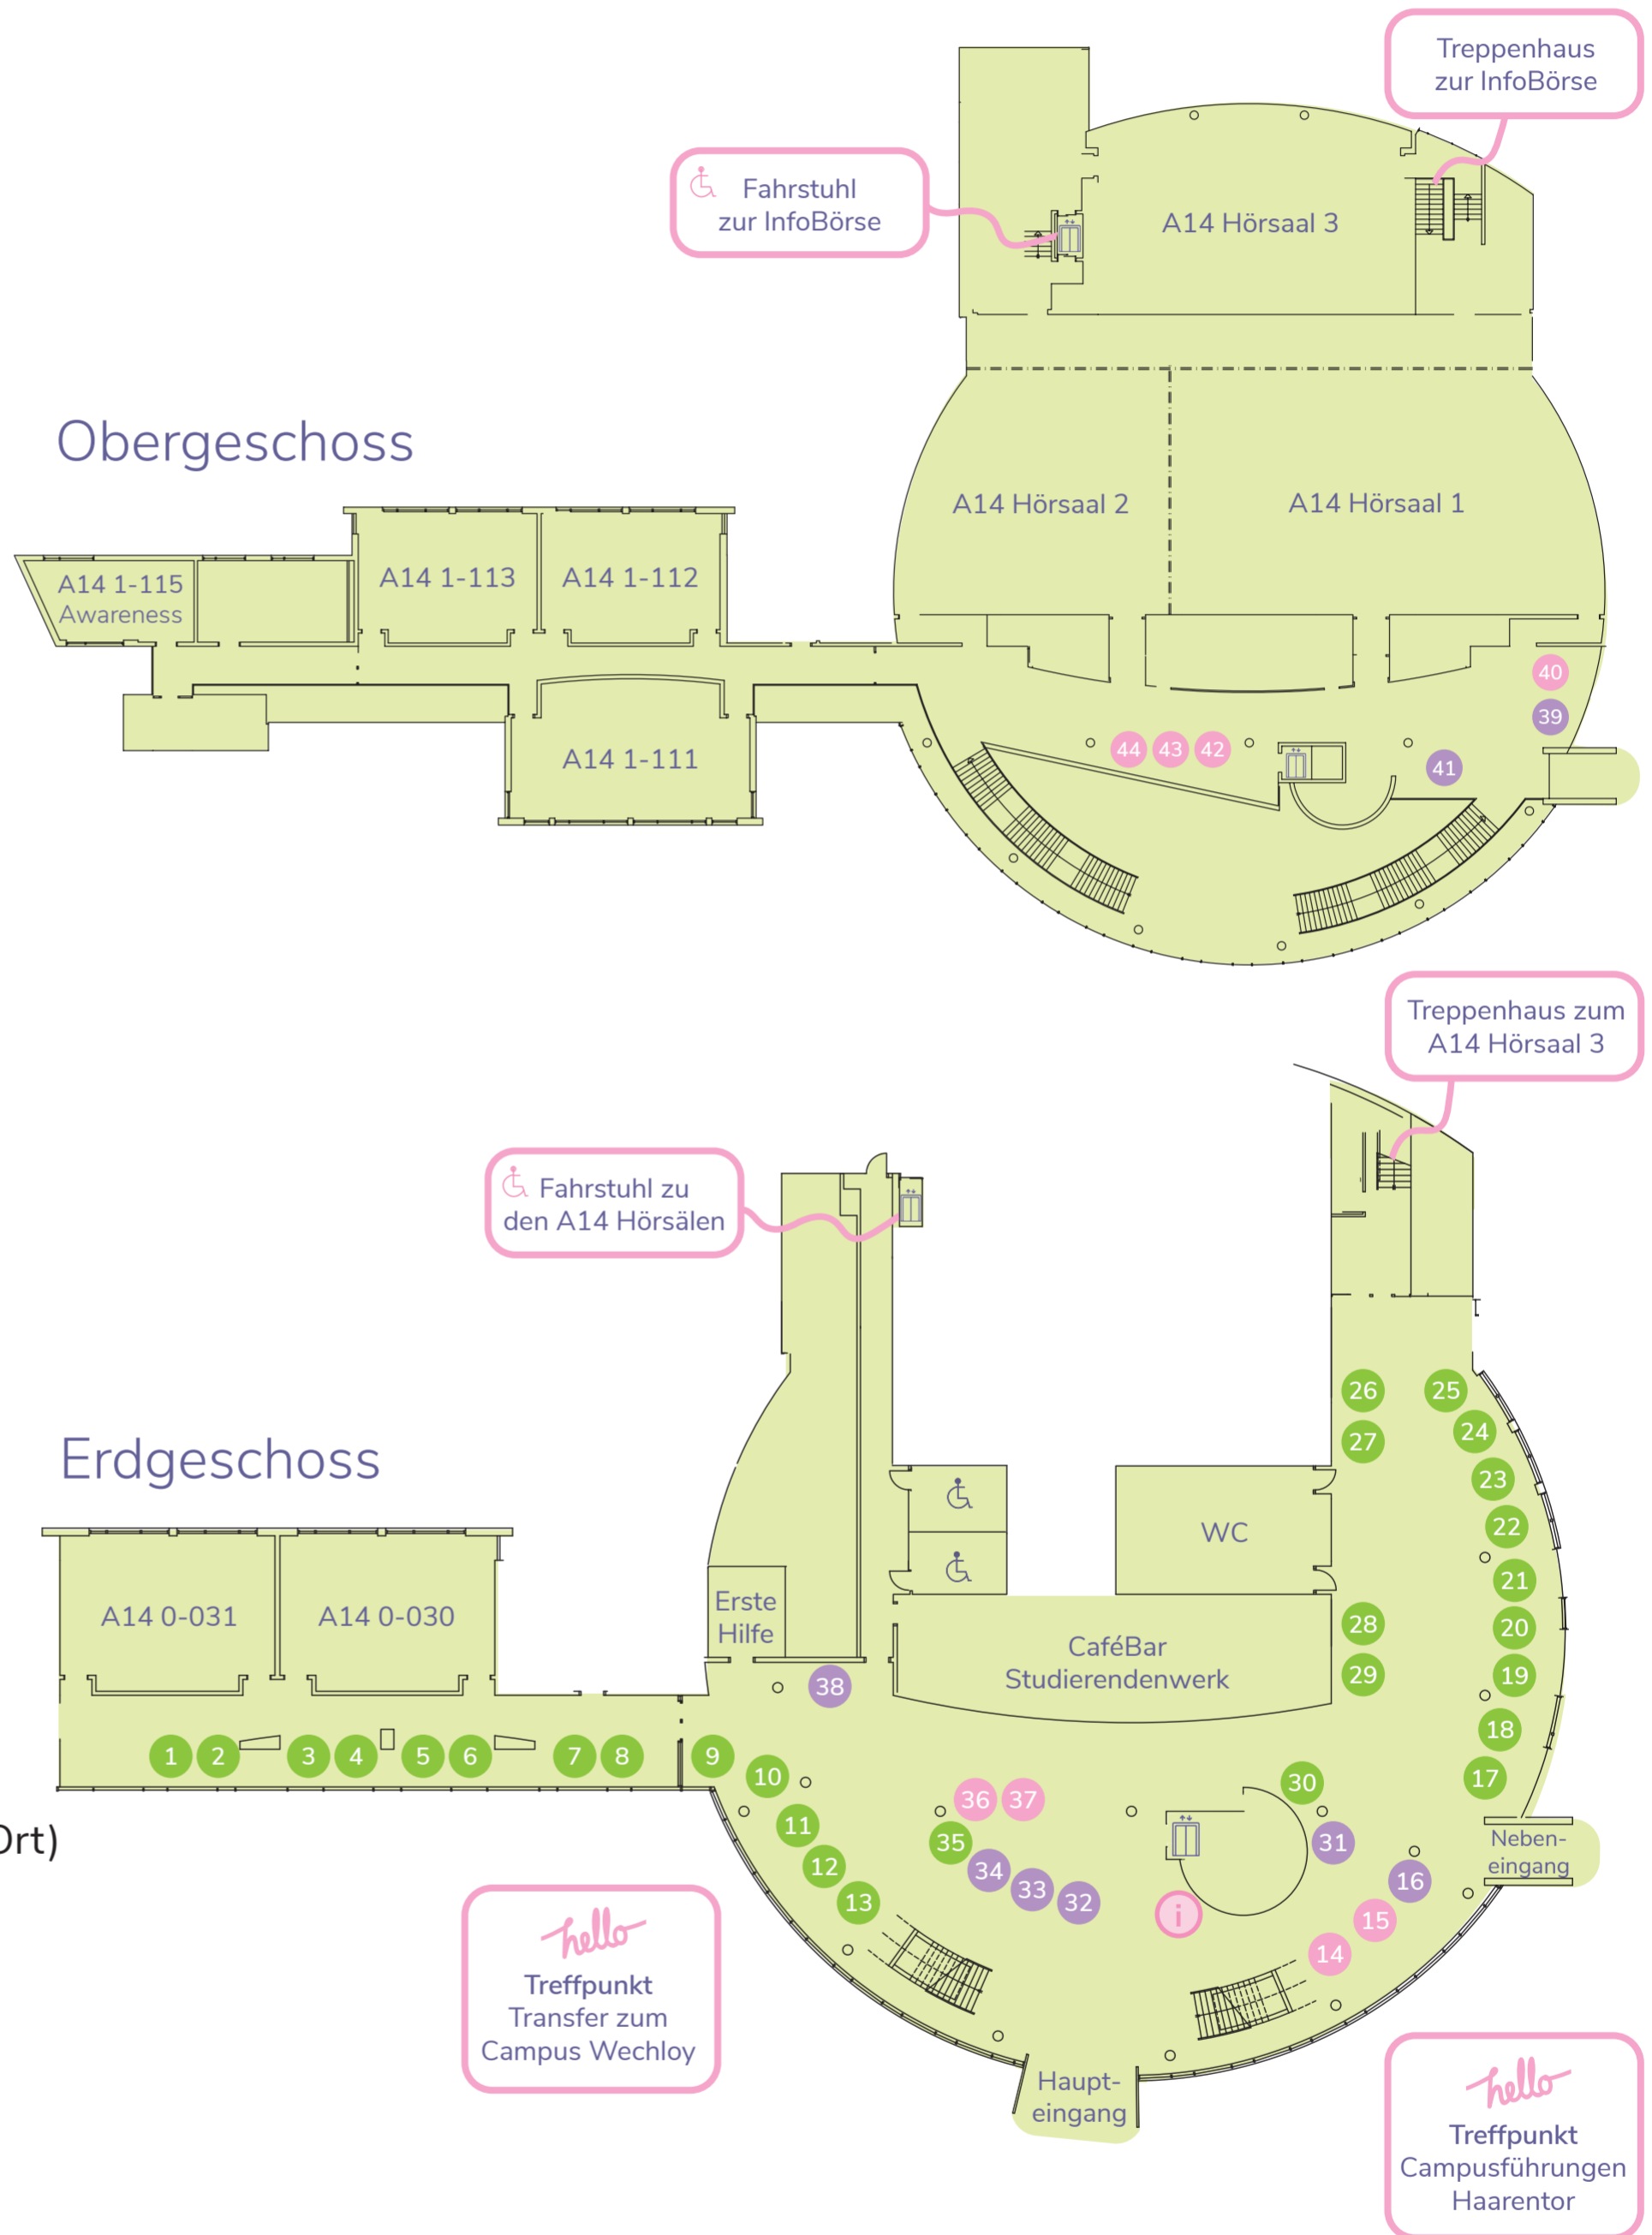 Treppenhaus
zur InfoBörse
Fahrstuhl
zur InfoBörse
A14 Hörsaal 3
Obergeschoss
A14 Hörsaal 2
A14 Hörsaal 1
A14 1-115
Awareness
A14 1-113
A14 1-112
A14 1-111
40
39
44
43
42
41
Treppenhaus zum
A14 Hörsaal 3
Fahrstuhl zu
den A14 Hörsälen
Erdgeschoss
26
25
27
24
23
22
WC
21
A14 0-031
A14 0-030
Erste
Hilfe
CaféBar
Studierendenwerk
28
20
29
19
38
18
1
2
3
4
5
6
7
8
9
10
17
30
36
37
11
35
31
12
34
33
32
13
16
15
14
i
Neben-
eingang
Ort)
hello
Treffpunkt
Transfer zum
Campus Wechloy
Haupt-
eingang
hello
Treffpunkt
Campusführungen
Haarentor